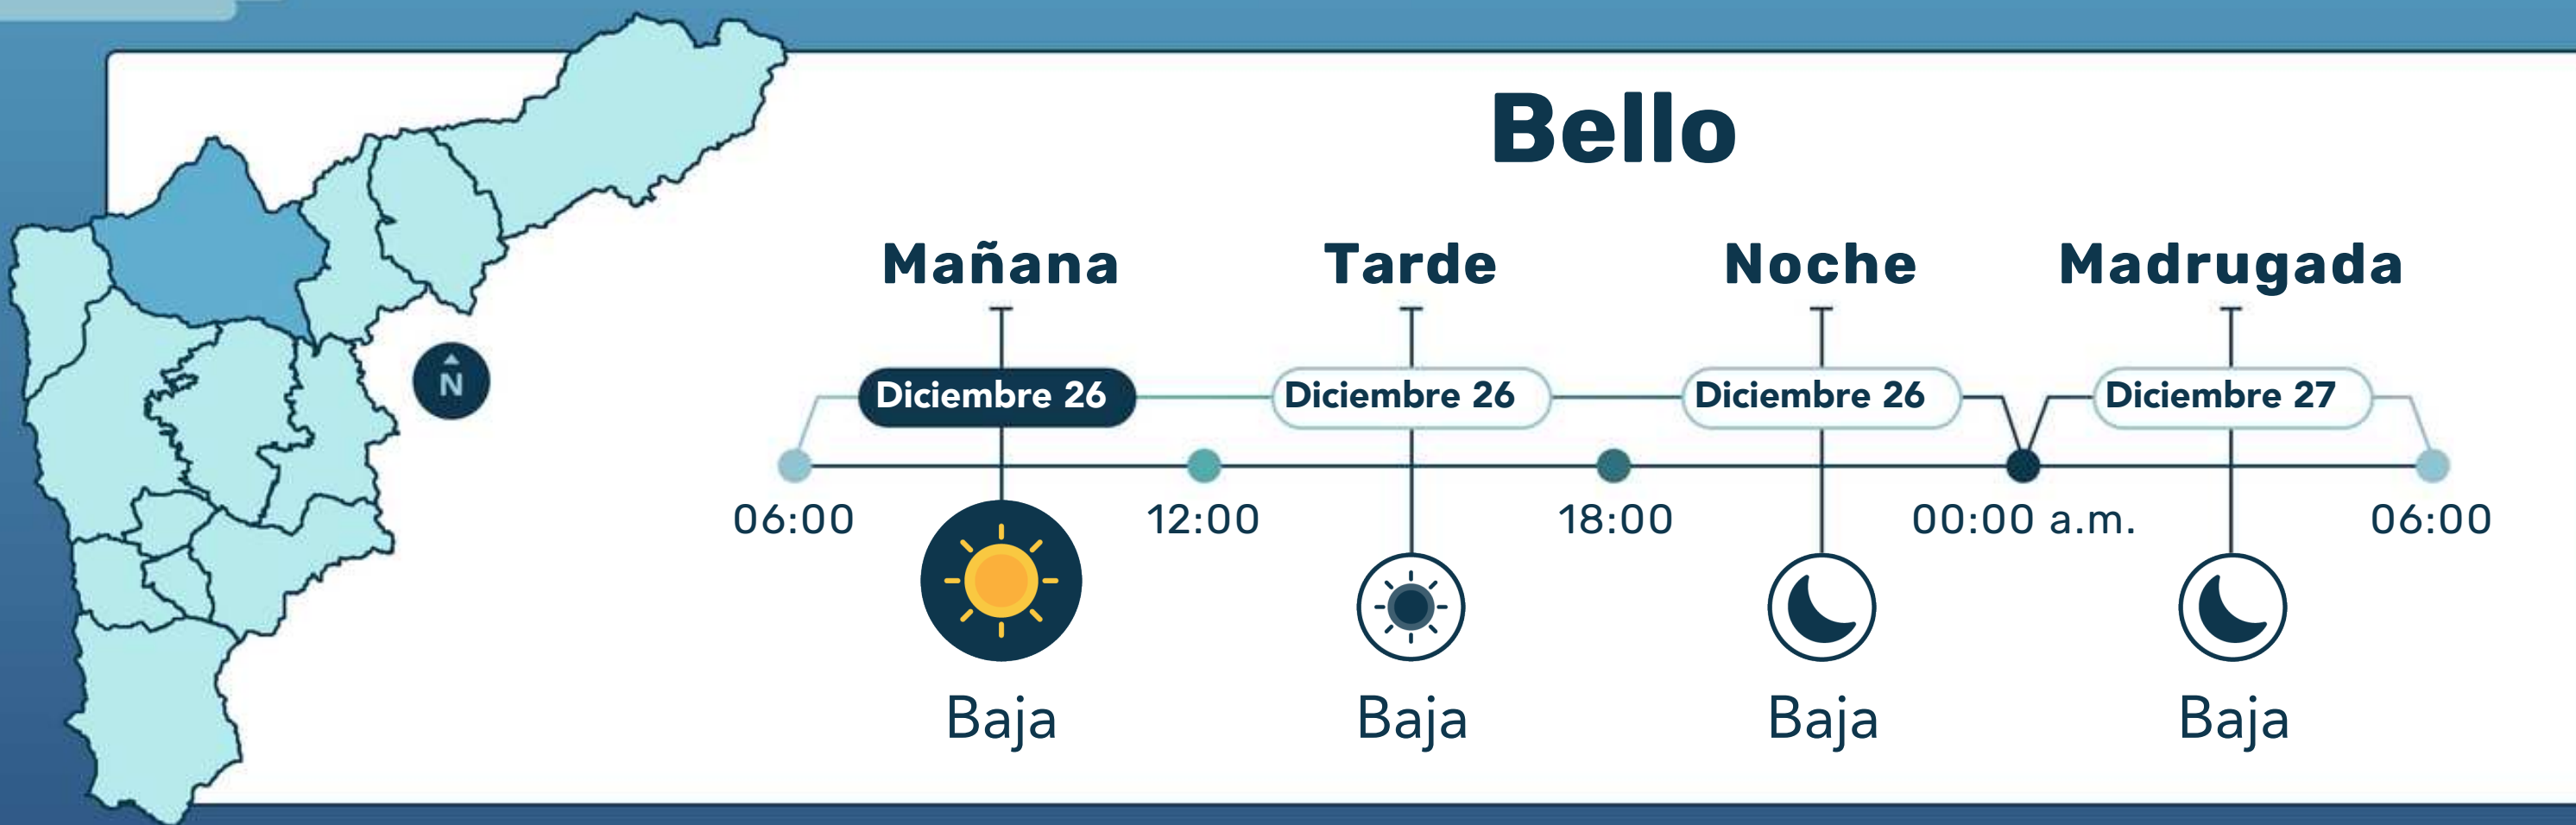 Bello
Mañana
Tarde
Noche
Madrugada
N
Diciembre 26
Diciembre 26
Diciembre 26
Diciembre 27
06:00
12:00
18:00
00:00 a.m.
06:00
Baja
Baja
Baja
Baja